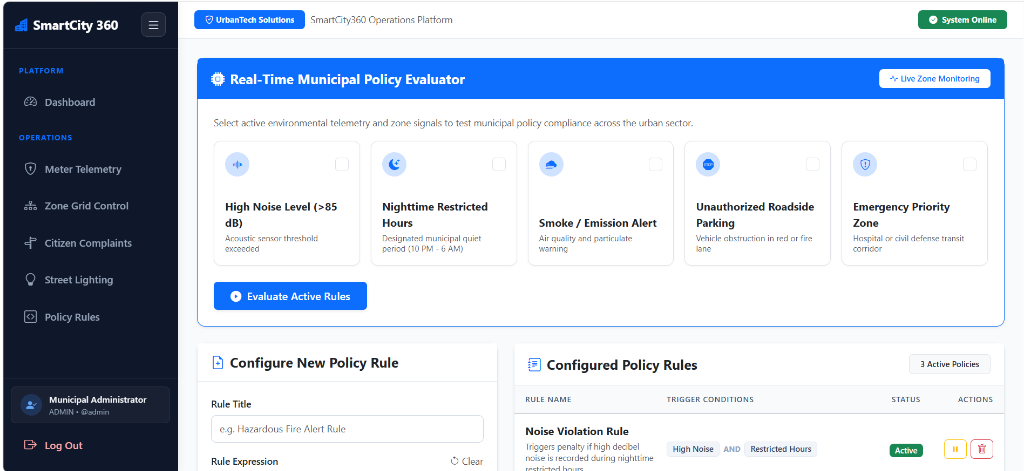 SmartCity 360
UrbanTech Solutions
SmartCity360 Operations Platform
System Online
PLATFORM
Dashboard
OPERATIONS
Meter Telemetry
Zone Grid Control
Citizen Complaints
Street Lighting
Policy Rules
Municipal Administrator
ADMIN • @admin
Log Out
Real-Time Municipal Policy Evaluator
Live Zone Monitoring
Select active environmental telemetry and zone signals to test municipal policy compliance across the urban sector.
High Noise Level (>85
dB)
Acoustic sensor threshold
exceeded
Nighttime Restricted
Hours
Designated municipal quiet
period (10 PM - 6 AM)
Smoke / Emission Alert
Air quality and particulate
warning
Unauthorized Roadside
Parking
Vehicle obstruction in red or fire
lane
Emergency Priority
Zone
Hospital or civil defense transit
corridor
Evaluate Active Rules
Configure New Policy Rule
Rule Title
e.g. Hazardous Fire Alert Rule
Rule Expression
Clear
Configured Policy Rules
3 Active Policies
RULE NAME TRIGGER CONDITIONS STATUS ACTIONS
Noise Violation Rule
Triggers penalty if high decibel
noise is recorded during nighttime
restricted hours
High Noise AND Restricted Hours
Active